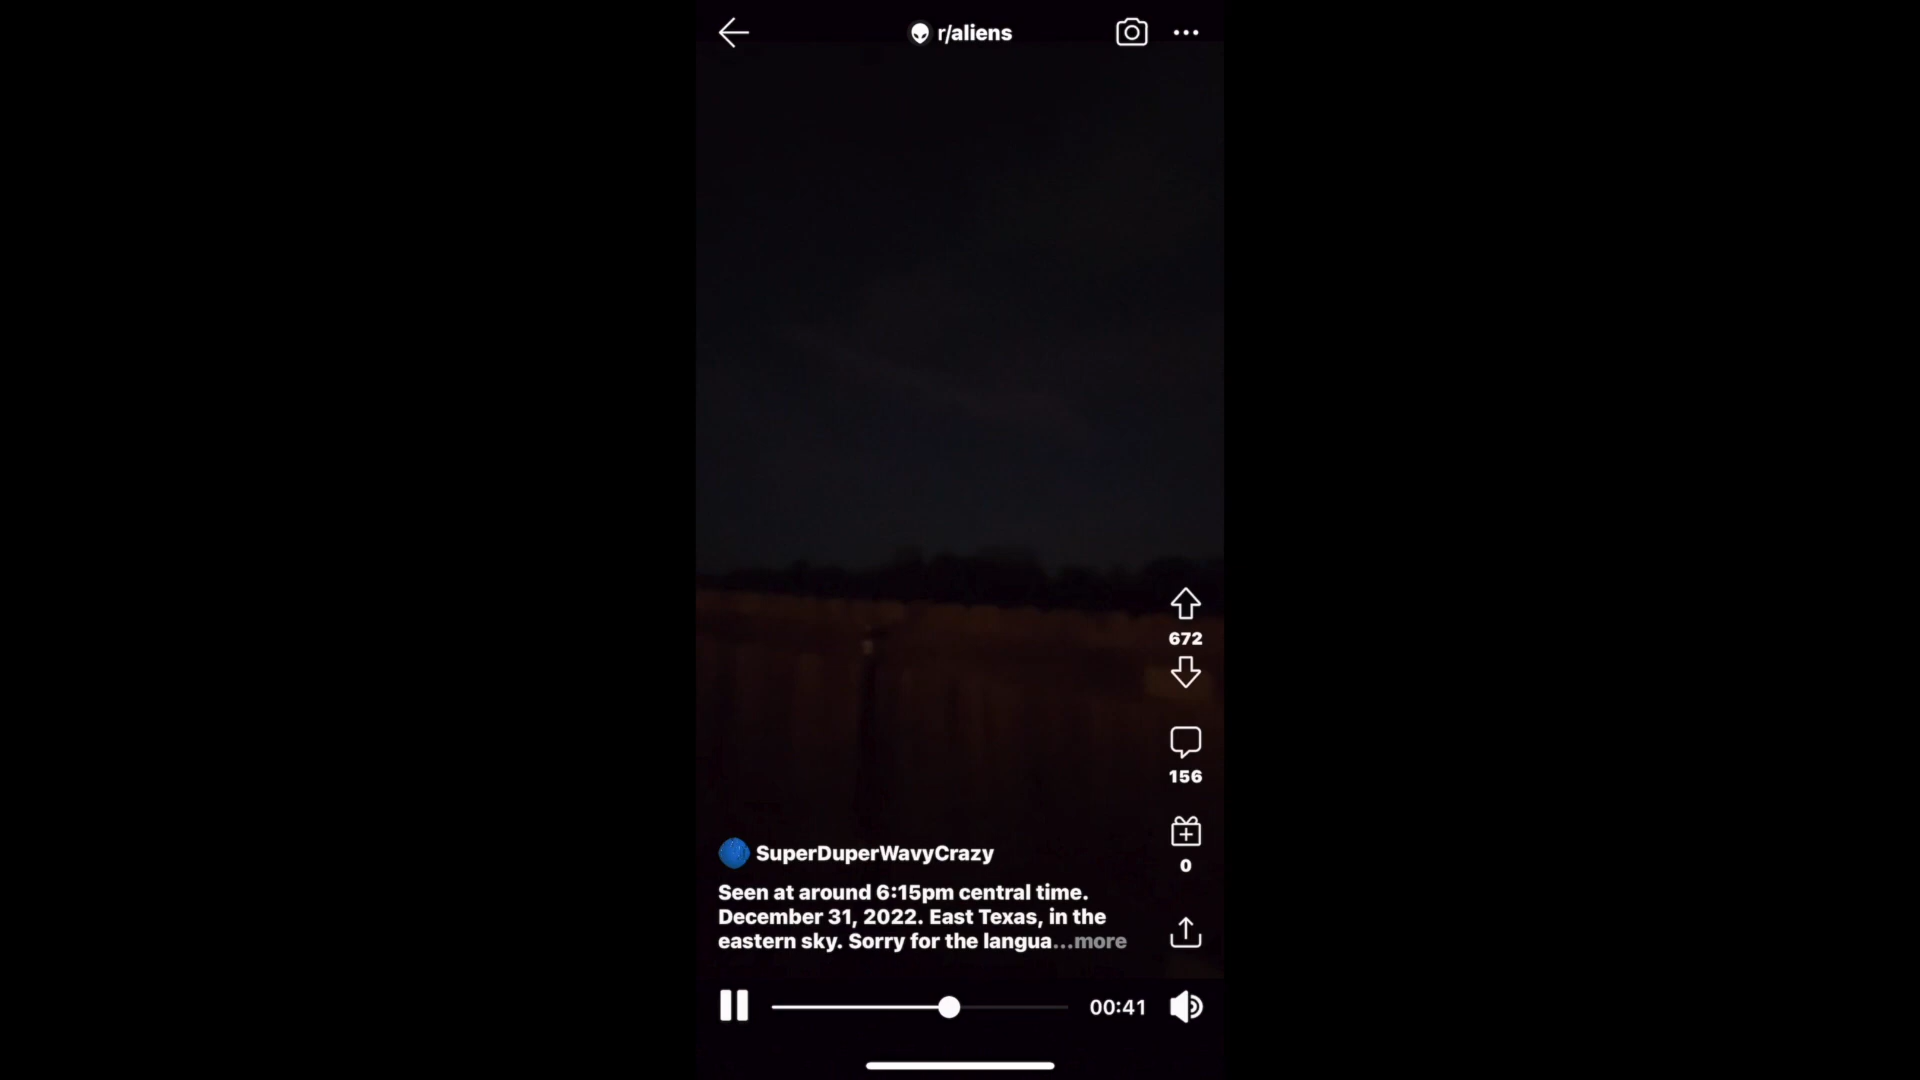 r/aliens
672
156
0
SuperDuperWavyCrazy
Seen at around 6:15pm central time.
December 31, 2022. East Texas, in the
eastern sky. Sorry for the langua...more
00:41